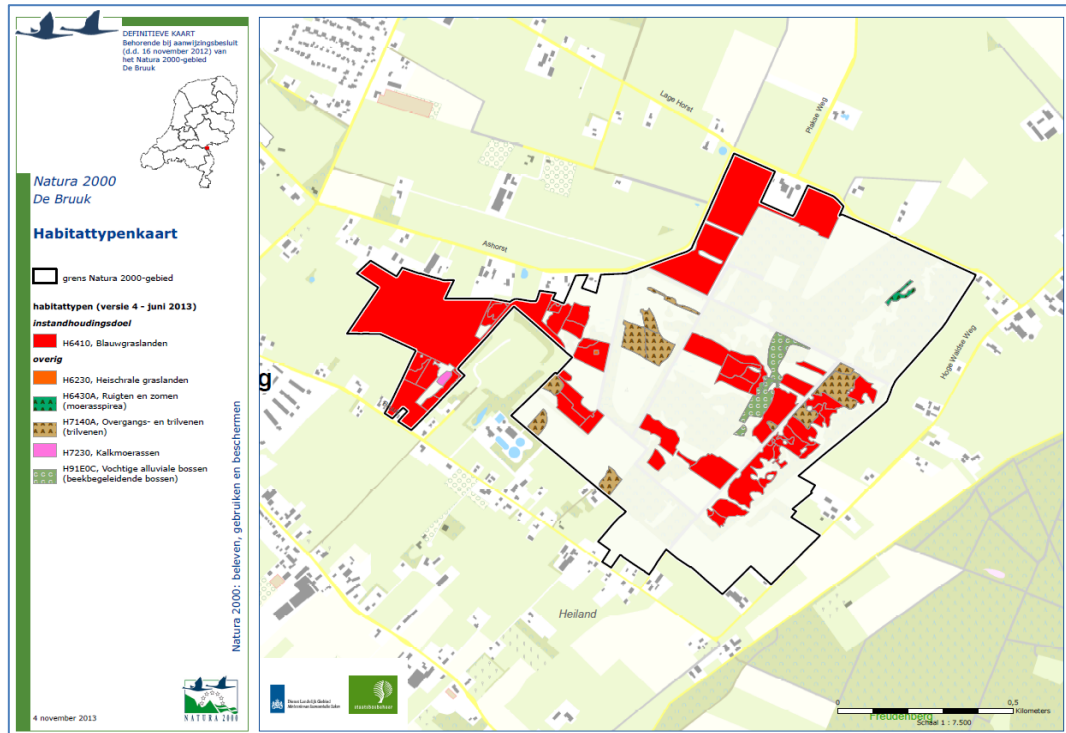 DEFINITIEVE KAART
Behorende bij aanwijzingsbesluit
(d.d. 16 november 2012) van
het Natura 2000-gebied
De Bruuk
Natura 2000
De Bruuk
Habitattypenkaart
grens Natura 2000-gebied
habitattypen (versie 4 - juni 2013)
instandhoudingsdoel
H6410, Blauwgraslanden
overig
H6230, Heischrale graslanden
H6430A, Ruigten en zomen
(moerasspirea)
H7140A, Overgangs- en trilvenen
(trilvenen)
H7230, Kalkmoerassen
H91E0C, Vochtige alluviale bossen
(beekbegeleidende bossen)
Natura 2000: beleven, gebruiken en beschermen
4 november 2013
NATURA 2000
Lage Horst
Plakse Weg
Ashorst
Hoge Waldse Weg
g
Heiland
staatsbosbeheer
0
0,5
Kilometers
Freudenberg
Schaal 1 : 7.500